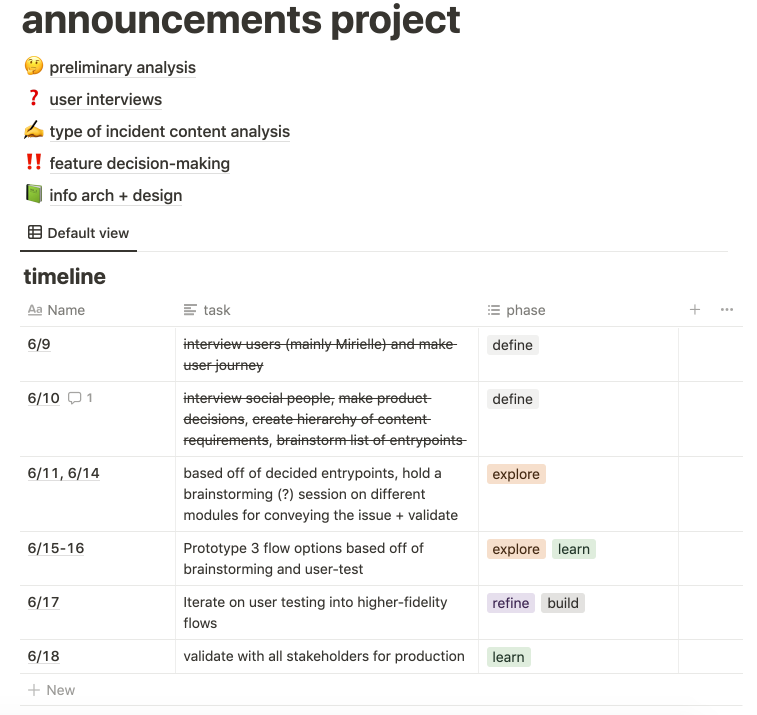 announcements project
🤔 preliminary analysis
❓ user interviews
✍️ type of incident content analysis
‼️ feature decision-making
📗 info arch + design
Default view
timeline
Aa Name task phase
6/9 interview users (mainly Mirielle) and make define
user journey
6/10 1 interview social people, make product define
decisions, create hierarchy of content
requirements, brainstorm list of entrypoints
6/11, 6/14 based off of decided entrypoints, hold a explore
brainstorming (?) session on different
modules for conveying the issue + validate
6/15-16 Prototype 3 flow options based off of explore learn
brainstorming and user-test
6/17 Iterate on user testing into higher-fidelity refine build
flows
6/18 validate with all stakeholders for production learn
+ New